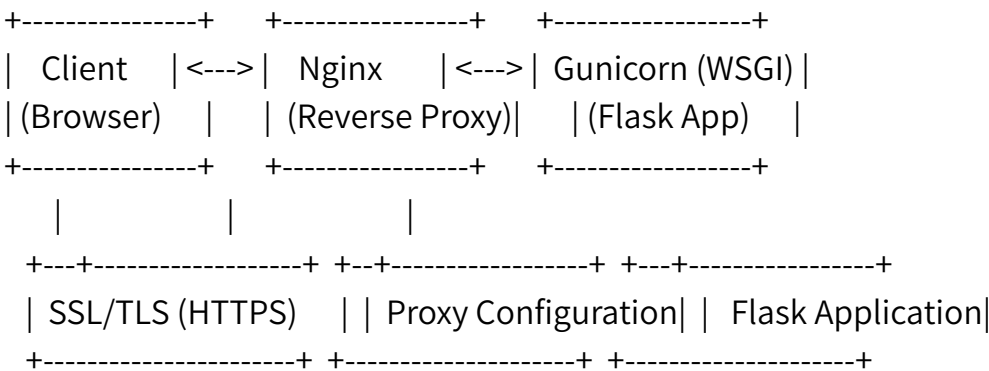 +----------------+ +-----------------+ +------------------+
| Client | <---> | Nginx | <---> | Gunicorn (WSGI) |
| (Browser) | | (Reverse Proxy)| | (Flask App) |
+----------------+ +-----------------+ +------------------+
| | |
+---+-------------------+ +--+------------------+ +---+-----------------+
| SSL/TLS (HTTPS) | | Proxy Configuration| | Flask Application|
+-----------------------+ +---------------------+ +---------------------+